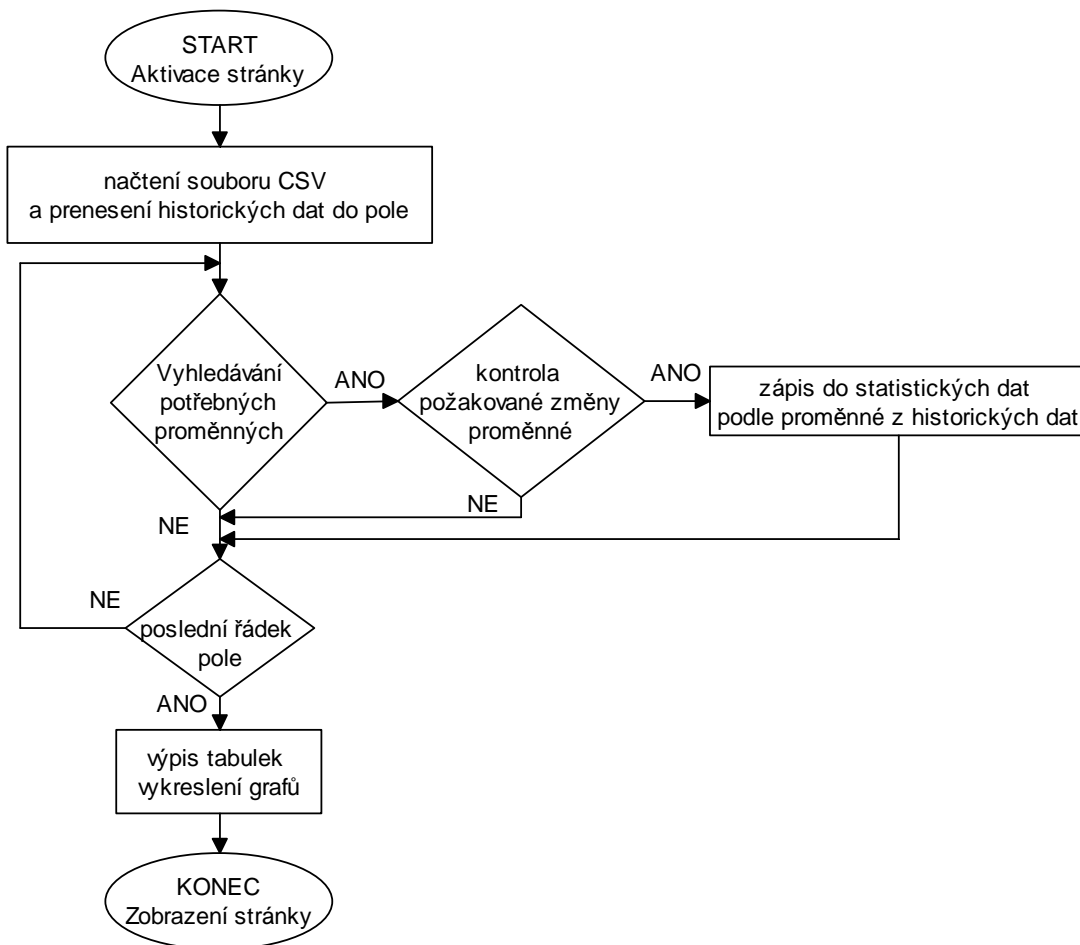 START
Aktivace stránky
načtení souboru CSV
a prenesení historických dat do pole
Vyhledávání
potřebných
proměnných
ANO
kontrola
požakované změny
proměnné
ANO
zápis do statistických dat
podle proměnné z historických dat
NE
NE
NE
poslední řádek
pole
ANO
výpis tabulek
vykreslení grafů
KONEC
Zobrazení stránky